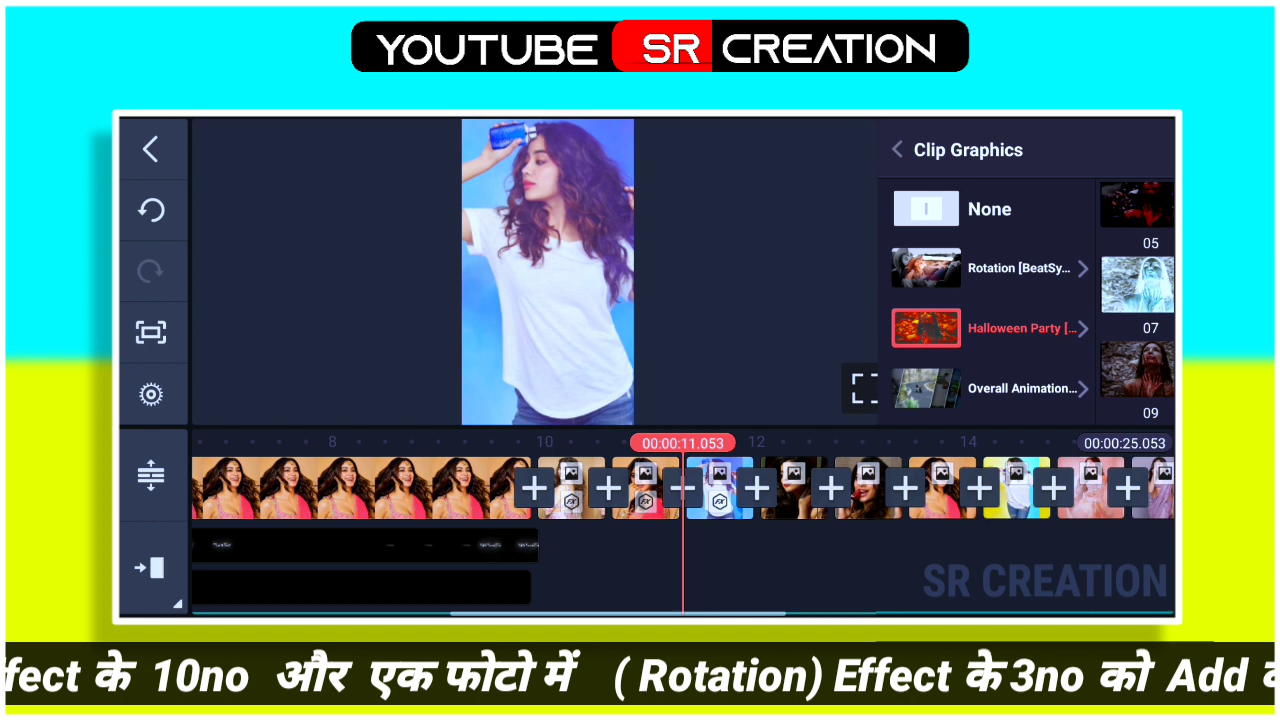 YOUTUBE SR CREATION
Clip Graphics
None
05
Rotation [BeatSy...
07
Halloween Party [...
Overall Animation...
09
8 10 00:00:11.053 12 14 00:00:25.053
SR CREATION
ffect के 10no और एक फोटो में ( Rotation) Effect के 3no को Add